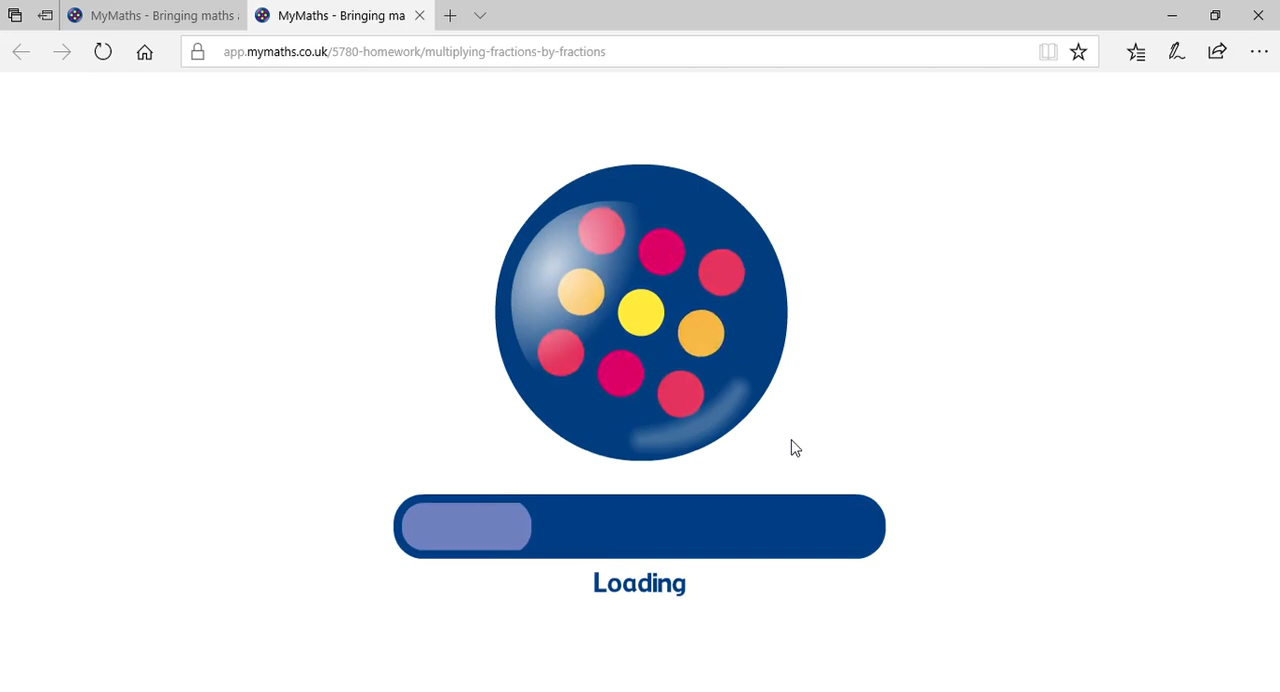 MyMaths - Bringing maths
MyMaths - Bringing ma
app.mymaths.co.uk/5780-homework/multiplying-fractions-by-fractions
Loading